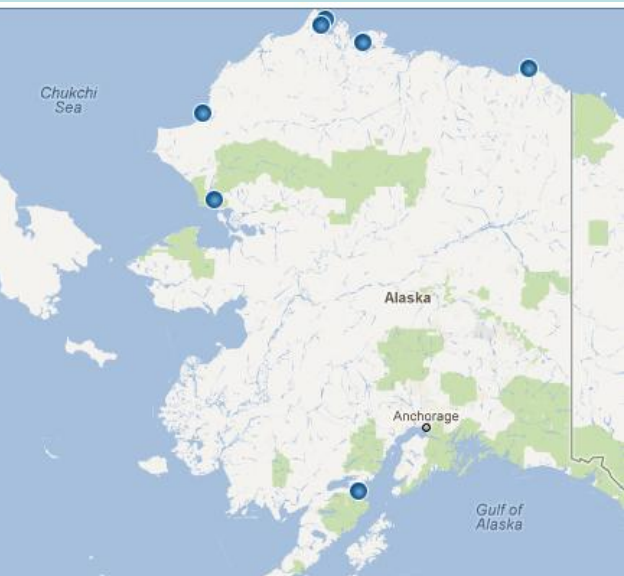 Chukchi
Sea
Alaska
Anchorage
Gulf of
Alaska